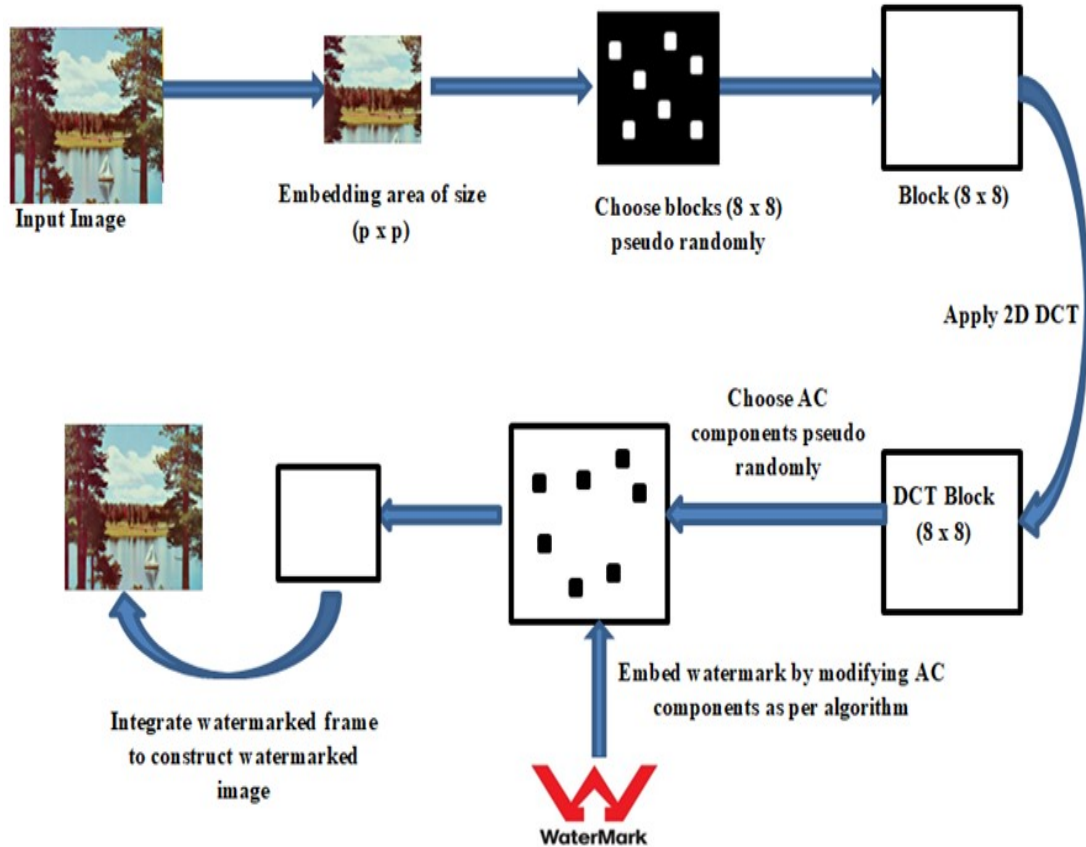 Input Image
Embedding area of size
(p x p)
Choose blocks (8 x 8)
pseudo randomly
Block (8 x 8)
Apply 2D DCT
DCT Block
(8 x 8)
Choose AC
components pseudo
randomly
Embed watermark by modifying AC
components as per algorithm
WaterMark
Integrate watermarked frame
to construct watermarked
image